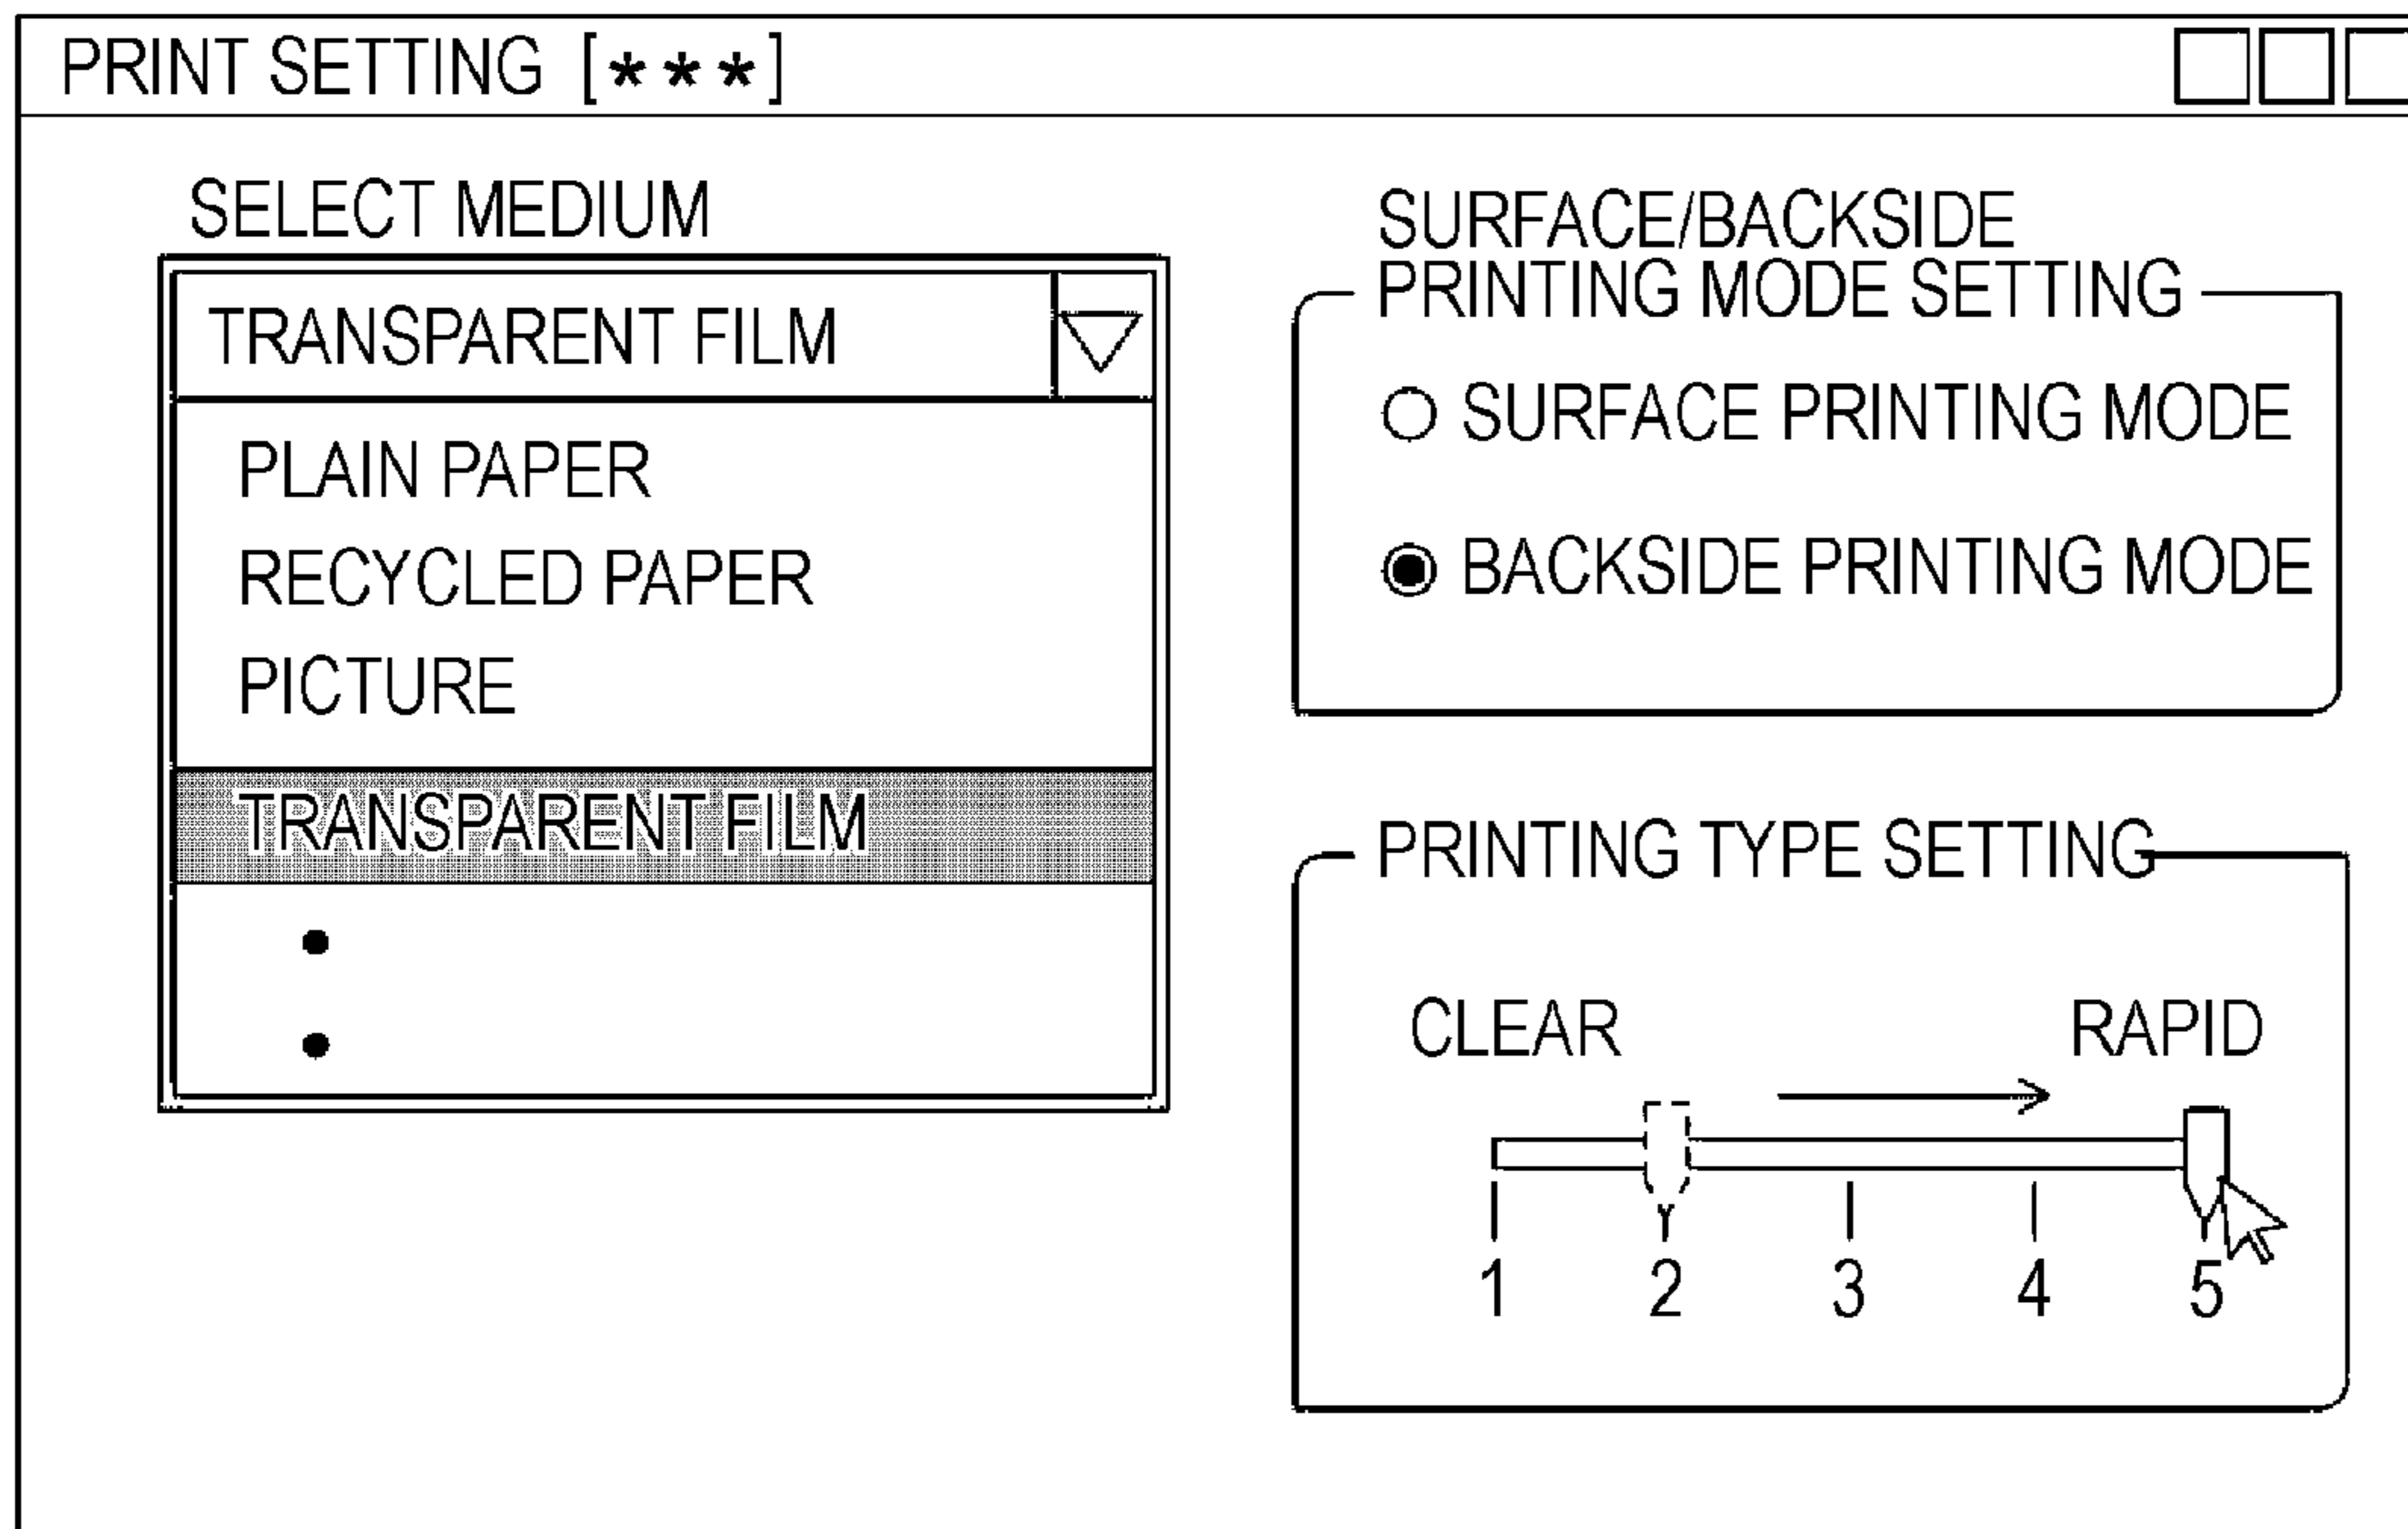 PRINT SETTING [***]
SELECT MEDIUM
TRANSPARENT FILM
PLAIN PAPER
RECYCLED PAPER
PICTURE
TRANSPARENT FILM
SURFACE/BACKSIDE
PRINTING MODE SETTING
SURFACE PRINTING MODE
BACKSIDE PRINTING MODE
PRINTING TYPE SETTING
CLEAR RAPID
1 2 3 4 5